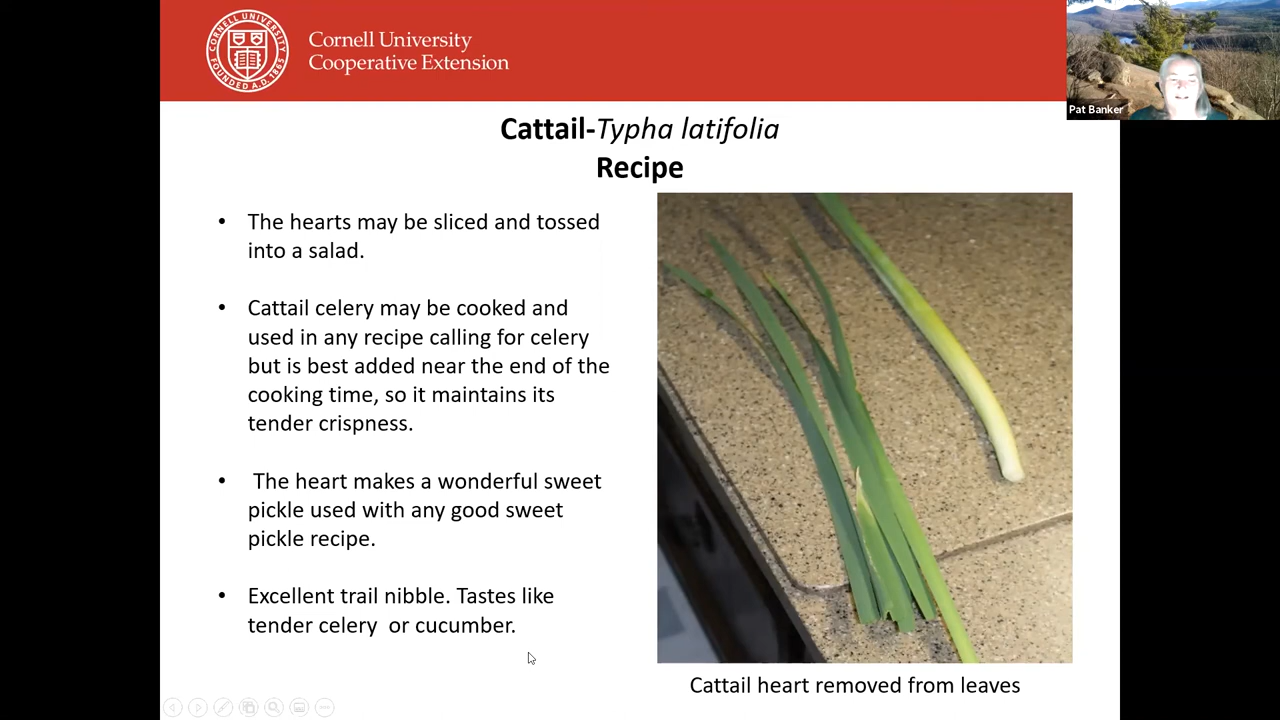 CORNELL UNIVERSITY
FOUNDED A.D. 1865
Cornell University
Cooperative Extension
Pat Banker
Cattail-Typha latifolia
Recipe
• The hearts may be sliced and tossed
into a salad.
• Cattail celery may be cooked and
used in any recipe calling for celery
but is best added near the end of the
cooking time, so it maintains its
tender crispness.
• The heart makes a wonderful sweet
pickle used with any good sweet
pickle recipe.
• Excellent trail nibble. Tastes like
tender celery or cucumber.
Cattail heart removed from leaves